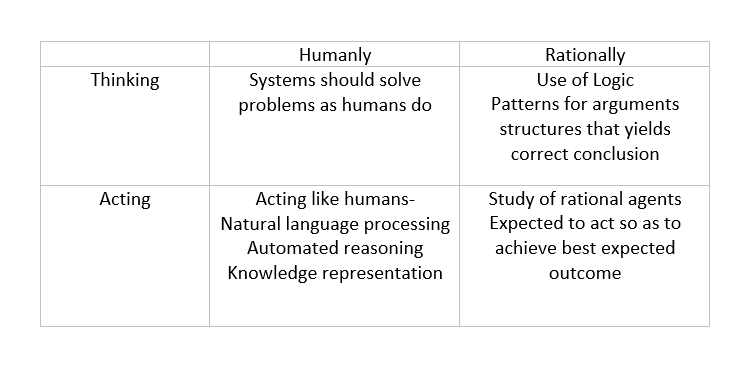 Humanly
Rationally
Thinking
Systems should solve
problems as humans do
Use of Logic
Patterns for arguments
structures that yields
correct conclusion
Acting
Acting like humans-
Natural language processing
Automated reasoning
Knowledge representation
Study of rational agents
Expected to act so as to
achieve best expected
outcome